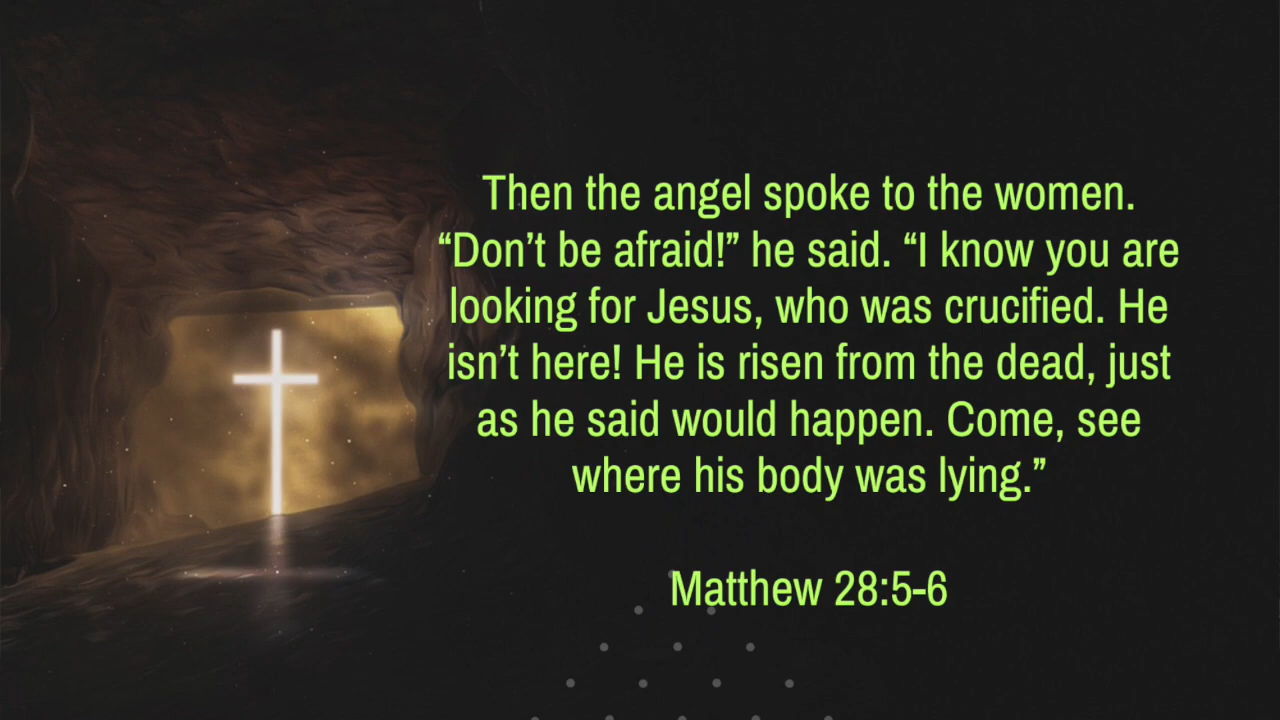 Then the angel spoke to the women.
“Don’t be afraid!” he said. “I know you are
looking for Jesus, who was crucified. He
isn’t here! He is risen from the dead, just
as he said would happen. Come, see
where his body was lying.”
Matthew 28:5-6